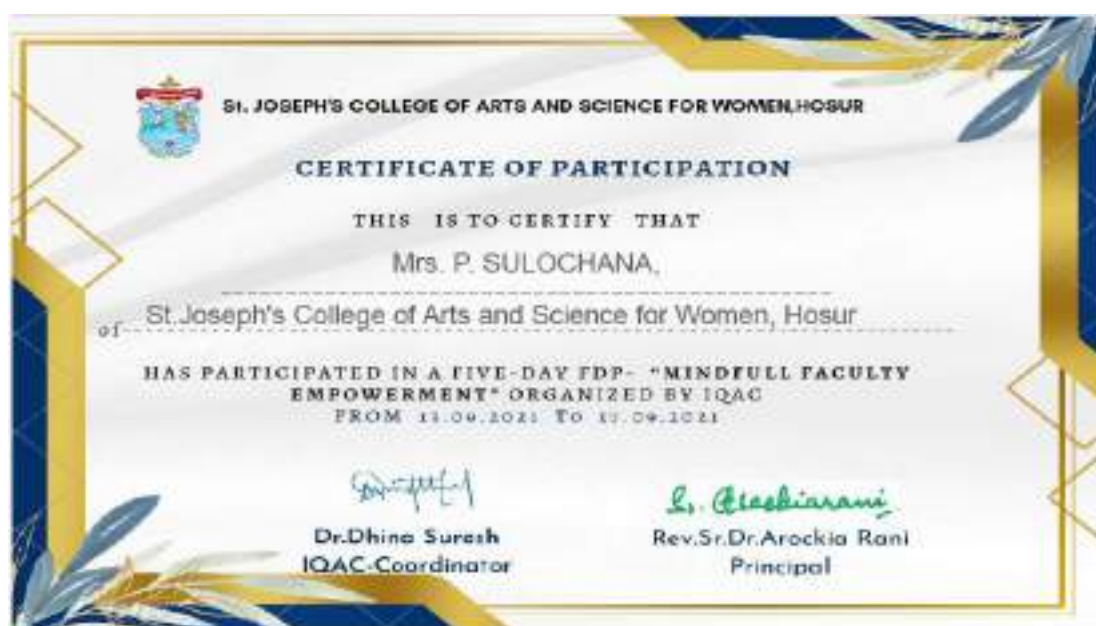 St. JOSEPH'S COLLEGE OF ARTS AND SCIENCE FOR WOMEN,HOSUR
CERTIFICATE OF PARTICIPATION
THIS IS TO CERTIFY THAT
Mrs. P. SULOCHANA,
of St.Joseph's College of Arts and Science for Women, Hosur
HAS PARTICIPATED IN A FIVE-DAY FDP- "MINDFULL FACULTY
EMPOWERMENT" ORGANIZED BY IQAC
FROM TO
Dr.Dhina Suresh
Rev.Sr.Dr.Arockia Rani
IQAC-Coordinator
Principal